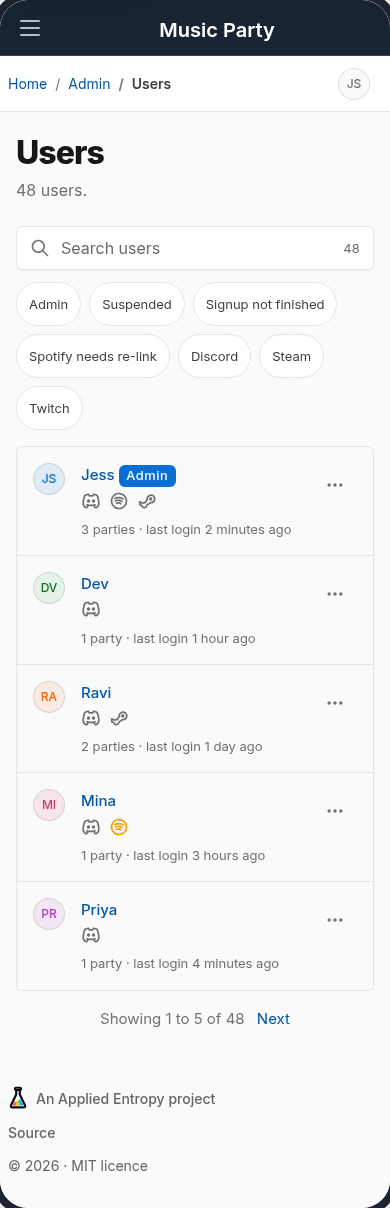 Music Party
Home / Admin / Users
JS
Users
48 users.
Search users 48
Admin Suspended Signup not finished
Spotify needs re-link Discord Steam
Twitch
JS Jess Admin
3 parties · last login 2 minutes ago
DV Dev
1 party · last login 1 hour ago
RA Ravi
2 parties · last login 1 day ago
MI Mina
1 party · last login 3 hours ago
PR Priya
1 party · last login 4 minutes ago
Showing 1 to 5 of 48 Next
An Applied Entropy project
Source
© 2026 · MIT licence